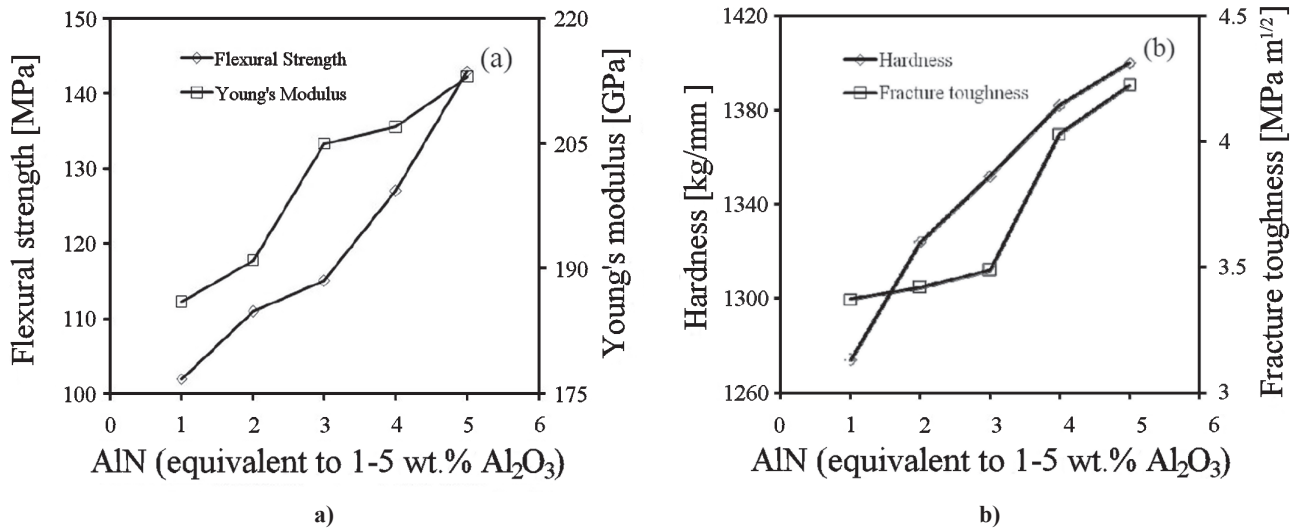 150
140
130
120
110
100
Flexural strength [MPa]
Flexural Strength
Young's Modulus
(a)
220
205
190
175
Young's modulus [GPa]
0 1 2 3 4 5 6
AlN (equivalent to 1-5 wt.% Al₂O₃)
a)
1420
1380
1340
1300
1260
Hardness [kg/mm ]
Hardness
Fracture toughness
(b)
4.5
4
3.5
3
Fracture toughness [MPa m^1/2]
0 1 2 3 4 5 6
AlN (equivalent to 1-5 wt.% Al₂O₃)
b)